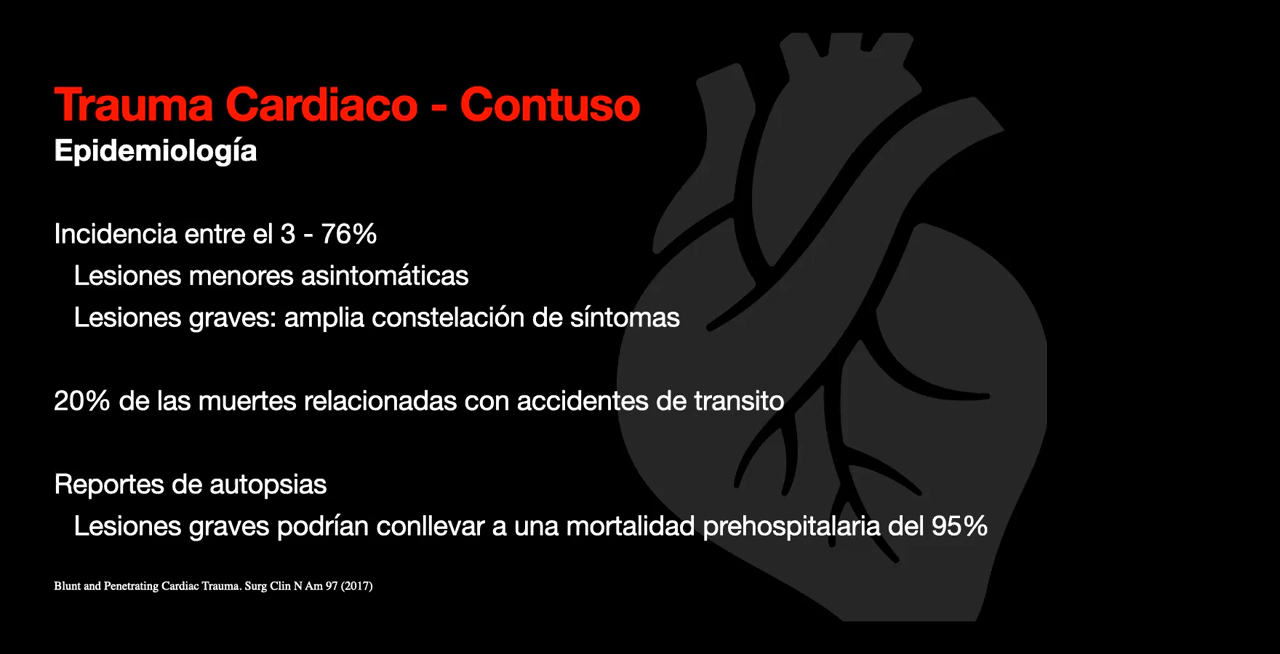 Trauma Cardiaco - Contuso
Epidemiología
Incidencia entre el 3 - 76%
Lesiones menores asintomáticas
Lesiones graves: amplia constelación de síntomas
20% de las muertes relacionadas con accidentes de transito
Reportes de autopsias
Lesiones graves podrían conllevar a una mortalidad prehospitalaria del 95%
Blunt and Penetrating Cardiac Trauma. Surg Clin N Am 97 (2017)